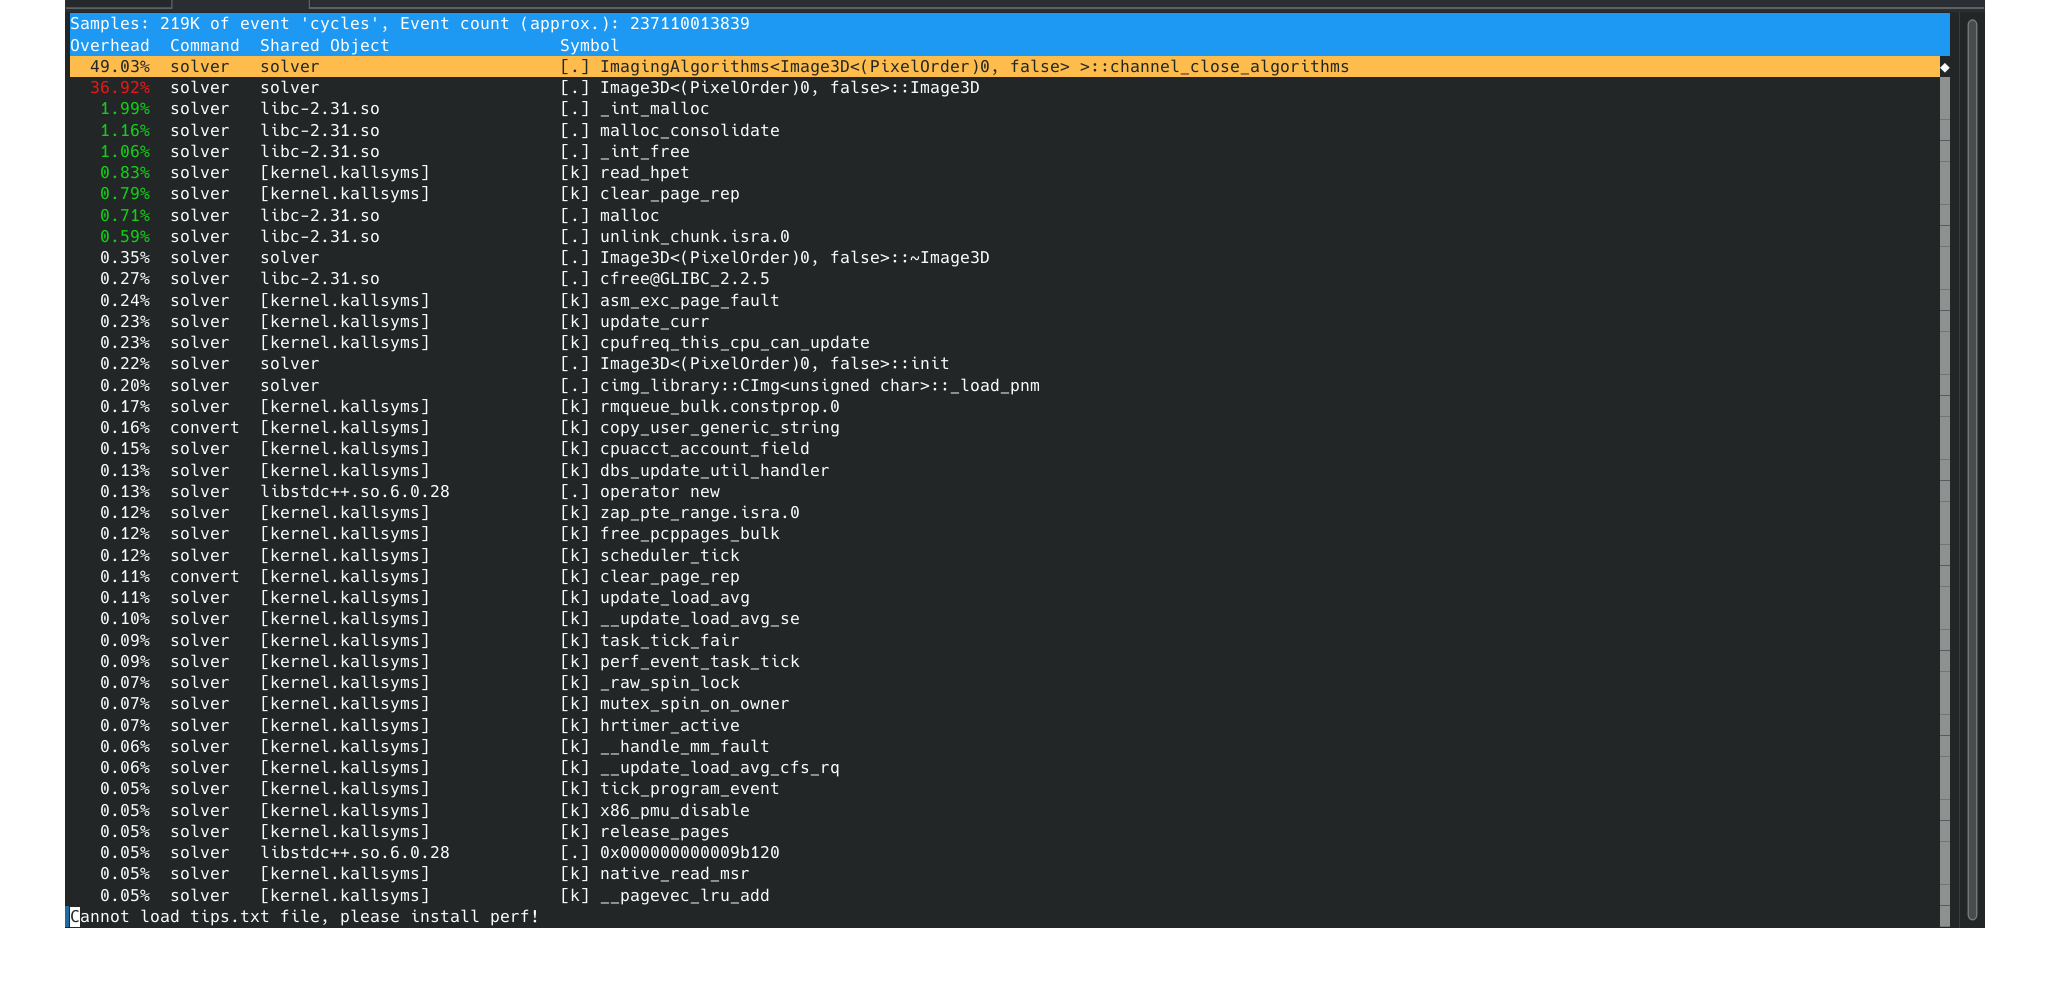 Samples: 219K of event 'cycles', Event count (approx.): 237110013839
Overhead  Command  Shared Object                 Symbol
  49.03%  solver   solver                        [.] ImagingAlgorithms<Image3D<(PixelOrder)0, false> >::channel_close_algorithms
  36.92%  solver   solver                        [.] Image3D<(PixelOrder)0, false>::Image3D
   1.99%  solver   libc-2.31.so                  [.] _int_malloc
   1.16%  solver   libc-2.31.so                  [.] malloc_consolidate
   1.06%  solver   libc-2.31.so                  [.] _int_free
   0.83%  solver   [kernel.kallsyms]             [k] read_hpet
   0.79%  solver   [kernel.kallsyms]             [k] clear_page_rep
   0.71%  solver   libc-2.31.so                  [.] malloc
   0.59%  solver   libc-2.31.so                  [.] unlink_chunk.isra.0
   0.35%  solver   solver                        [.] Image3D<(PixelOrder)0, false>::~Image3D
   0.27%  solver   libc-2.31.so                  [.] cfree@GLIBC_2.2.5
   0.24%  solver   [kernel.kallsyms]             [k] asm_exc_page_fault
   0.23%  solver   [kernel.kallsyms]             [k] update_curr
   0.23%  solver   [kernel.kallsyms]             [k] cpufreq_this_cpu_can_update
   0.22%  solver   solver                        [.] Image3D<(PixelOrder)0, false>::init
   0.20%  solver   solver                        [.] cimg_library::CImg<unsigned char>::_load_pnm
   0.17%  solver   [kernel.kallsyms]             [k] rmqueue_bulk.constprop.0
   0.16%  convert  [kernel.kallsyms]             [k] copy_user_generic_string
   0.15%  solver   [kernel.kallsyms]             [k] cpuacct_account_field
   0.13%  solver   [kernel.kallsyms]             [k] dbs_update_util_handler
   0.13%  solver   libstdc++.so.6.0.28           [.] operator new
   0.12%  solver   [kernel.kallsyms]             [k] zap_pte_range.isra.0
   0.12%  solver   [kernel.kallsyms]             [k] free_pcppages_bulk
   0.12%  solver   [kernel.kallsyms]             [k] scheduler_tick
   0.11%  convert  [kernel.kallsyms]             [k] clear_page_rep
   0.11%  solver   [kernel.kallsyms]             [k] update_load_avg
   0.10%  solver   [kernel.kallsyms]             [k] __update_load_avg_se
   0.09%  solver   [kernel.kallsyms]             [k] task_tick_fair
   0.09%  solver   [kernel.kallsyms]             [k] perf_event_task_tick
   0.07%  solver   [kernel.kallsyms]             [k] _raw_spin_lock
   0.07%  solver   [kernel.kallsyms]             [k] mutex_spin_on_owner
   0.07%  solver   [kernel.kallsyms]             [k] hrtimer_active
   0.06%  solver   [kernel.kallsyms]             [k] __handle_mm_fault
   0.06%  solver   [kernel.kallsyms]             [k] __update_load_avg_cfs_rq
   0.05%  solver   [kernel.kallsyms]             [k] tick_program_event
   0.05%  solver   [kernel.kallsyms]             [k] x86_pmu_disable
   0.05%  solver   [kernel.kallsyms]             [k] release_pages
   0.05%  solver   libstdc++.so.6.0.28           [.] 0x000000000009b120
   0.05%  solver   [kernel.kallsyms]             [k] native_read_msr
   0.05%  solver   [kernel.kallsyms]             [k] __pagevec_lru_add
Cannot load tips.txt file, please install perf!